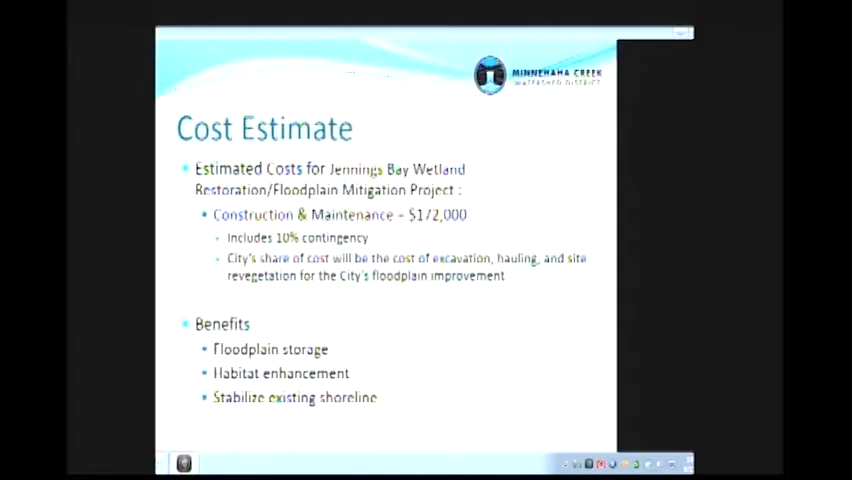 MINNEHAHA CREEK
WATERSHED DISTRICT
Cost Estimate
Estimated Costs for Jennings Bay Wetland
Restoration/Floodplain Mitigation Project :
Construction & Maintenance – $172,000
Includes 10% contingency
City's share of cost will be the cost of excavation, hauling, and site
revegetation for the City's floodplain improvement
Benefits
Floodplain storage
Habitat enhancement
Stabilize existing shoreline